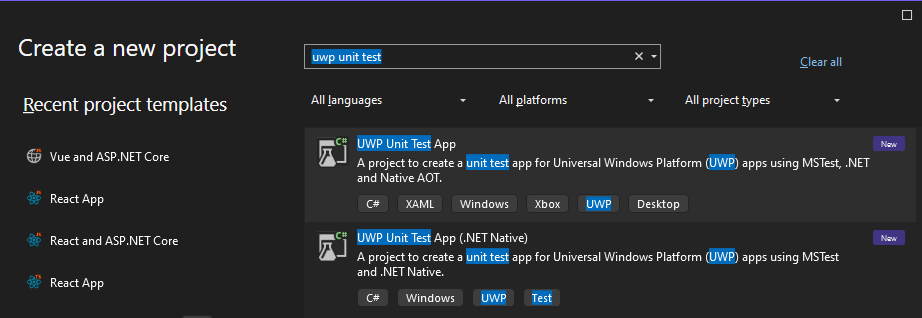 Create a new project
uwp unit test
Clear all
Recent project templates
All languages
All platforms
All project types
Vue and ASP.NET Core
React App
React and ASP.NET Core
React App
C#
UWP Unit Test App
New
A project to create a unit test app for Universal Windows Platform (UWP) apps using MSTest, .NET
and Native AOT.
C#
XAML
Windows
Xbox
UWP
Desktop
C#
UWP Unit Test App (.NET Native)
New
A project to create a unit test app for Universal Windows Platform (UWP) apps using MSTest
and .NET Native.
C#
Windows
UWP
Test